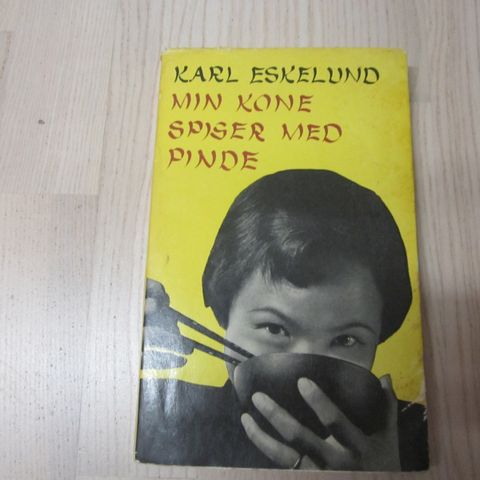 KARL ESKELUND
MIN KONE
SPISER MED
PINDE